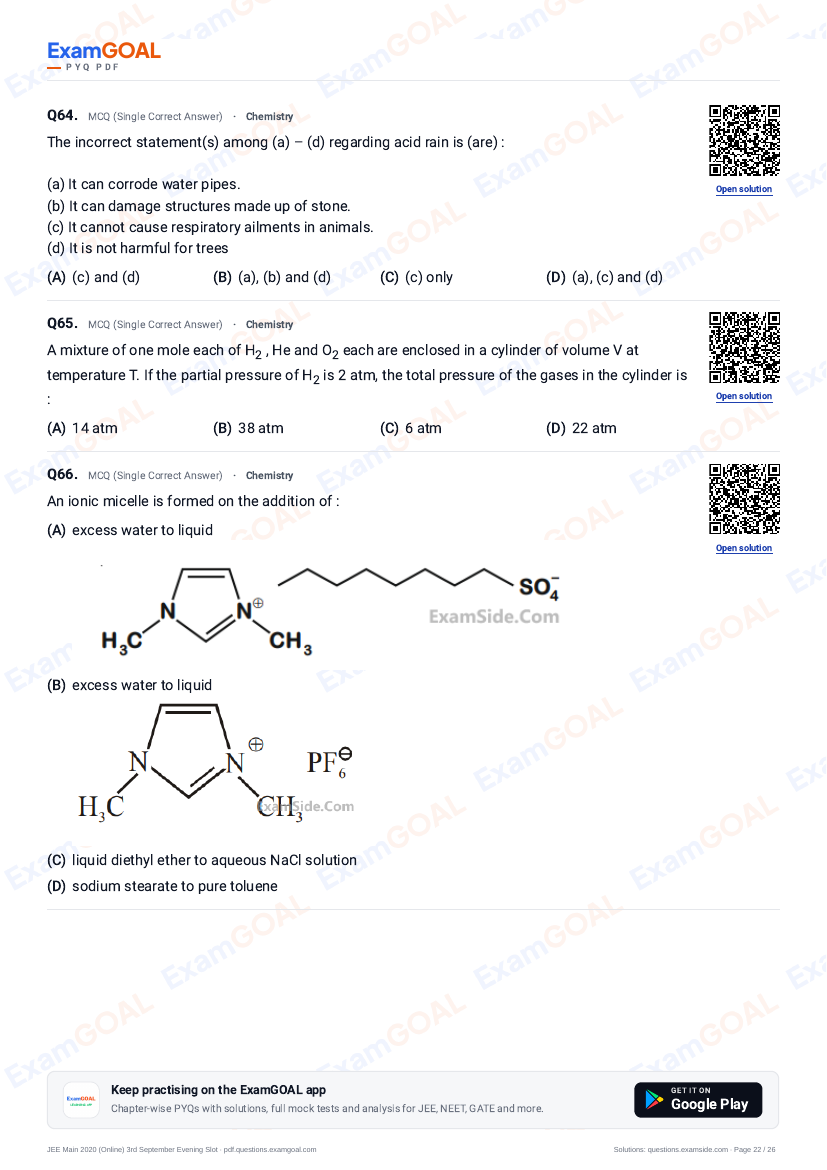 ExamGOAL
PYQ PDF
Q64. MCQ (Single Correct Answer) · Chemistry
The incorrect statement(s) among (a) – (d) regarding acid rain is (are) :
(a) It can corrode water pipes.
Open solution
(b) It can damage structures made up of stone.
(c) It cannot cause respiratory ailments in animals.
(d) It is not harmful for trees
(A) (c) and (d) (B) (a), (b) and (d) (C) (c) only (D) (a), (c) and (d)
Q65. MCQ (Single Correct Answer) · Chemistry
A mixture of one mole each of H2 , He and O2 each are enclosed in a cylinder of volume V at
temperature T. If the partial pressure of H2 is 2 atm, the total pressure of the gases in the cylinder is
:
Open solution
(A) 14 atm (B) 38 atm (C) 6 atm (D) 22 atm
Q66. MCQ (Single Correct Answer) · Chemistry
An ionic micelle is formed on the addition of :
(A) excess water to liquid
Open solution
N N⊕ SO4−
H3C CH3
ExamSide.Com
(B) excess water to liquid
N N ⊕ PF6⊖
H3C CH3
ExamSide.Com
(C) liquid diethyl ether to aqueous NaCl solution
(D) sodium stearate to pure toluene
Keep practising on the ExamGOAL app
Chapter-wise PYQs with solutions, full mock tests and analysis for JEE, NEET, GATE and more.
GET IT ON
Google Play
JEE Main 2020 (Online) 3rd September Evening Slot · pdf.questions.examgoal.com
Solutions: questions.examside.com · Page 22 / 26